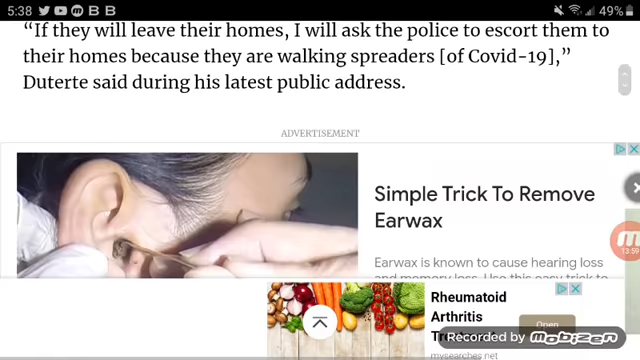 5:38 B B 49%
“If they will leave their homes, I will ask the police to escort them to
their homes because they are walking spreaders [of Covid-19],”
Duterte said during his latest public address.
ADVERTISEMENT
Simple Trick To Remove
Earwax
Earwax is known to cause hearing loss
and memory loss. Use this easy trick to
13:59
Rheumatoid
Arthritis
Open
mysearches.net
Recorded by mobizen